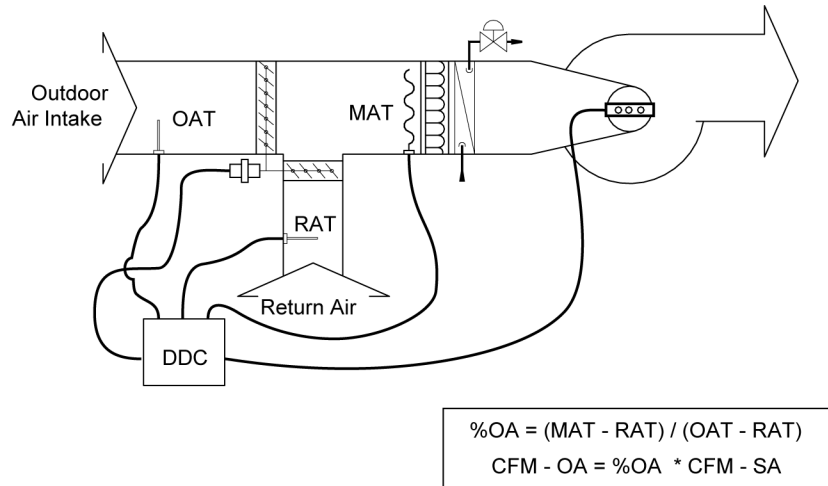 Outdoor
Air Intake
OAT
MAT
RAT
Return Air
DDC
%OA = (MAT - RAT) / (OAT - RAT)
CFM - OA = %OA * CFM - SA